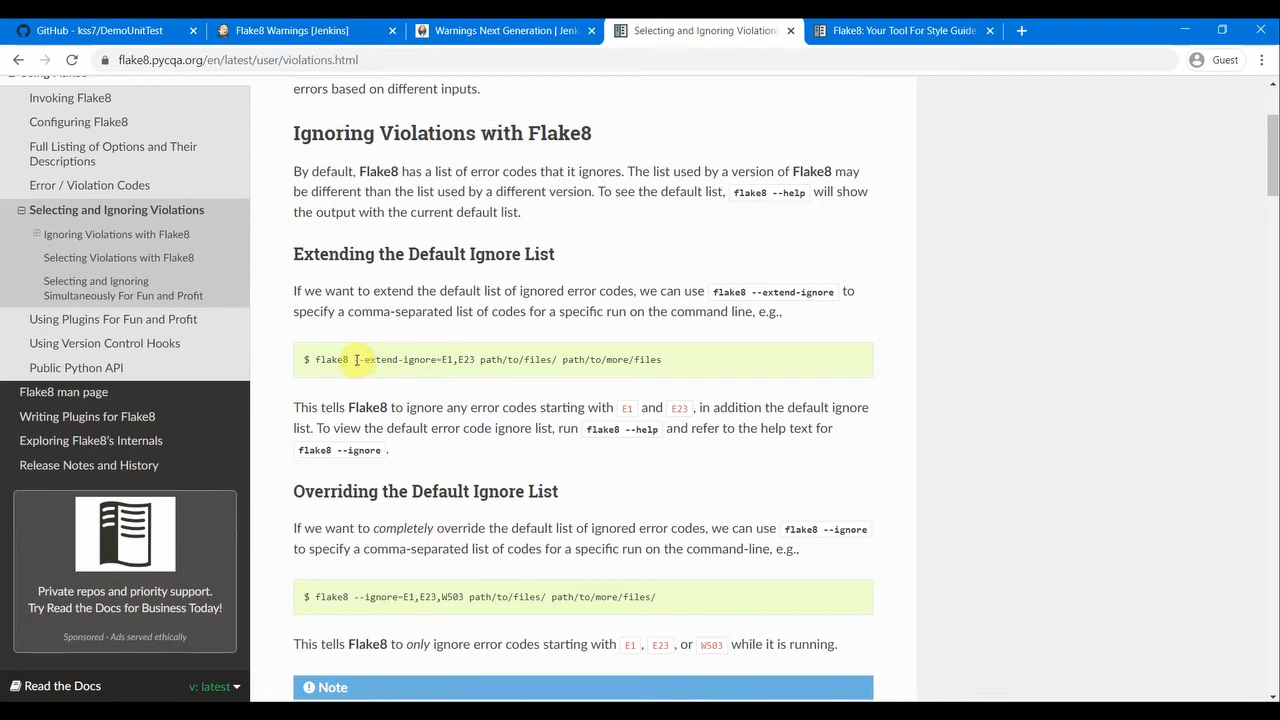 GitHub - kss7/DemoUnitTest
Flake8 Warnings [Jenkins]
Warnings Next Generation | Jenk
Selecting and Ignoring Violations
Flake8: Your Tool For Style Guide
flake8.pycqa.org/en/latest/user/violations.html
Guest
Invoking Flake8
Configuring Flake8
Full Listing of Options and Their
Descriptions
Error / Violation Codes
Selecting and Ignoring Violations
Ignoring Violations with Flake8
Selecting Violations with Flake8
Selecting and Ignoring
Simultaneously For Fun and Profit
Using Plugins For Fun and Profit
Using Version Control Hooks
Public Python API
Flake8 man page
Writing Plugins for Flake8
Exploring Flake8's Internals
Release Notes and History
Private repos and priority support.
Try Read the Docs for Business Today!
Sponsored · Ads served ethically
Read the Docs
v: latest
errors based on different inputs.
Ignoring Violations with Flake8
By default, Flake8 has a list of error codes that it ignores. The list used by a version of Flake8 may
be different than the list used by a different version. To see the default list, flake8 --help will show
the output with the current default list.
Extending the Default Ignore List
If we want to extend the default list of ignored error codes, we can use flake8 --extend-ignore to
specify a comma-separated list of codes for a specific run on the command line, e.g.,
$ flake8 --extend-ignore=E1,E23 path/to/files/ path/to/more/files
This tells Flake8 to ignore any error codes starting with E1 and E23, in addition the default ignore
list. To view the default error code ignore list, run flake8 --help and refer to the help text for
flake8 --ignore.
Overriding the Default Ignore List
If we want to completely override the default list of ignored error codes, we can use flake8 --ignore
to specify a comma-separated list of codes for a specific run on the command-line, e.g.,
$ flake8 --ignore=E1,E23,W503 path/to/files/ path/to/more/files/
This tells Flake8 to only ignore error codes starting with E1, E23, or W503 while it is running.
Note